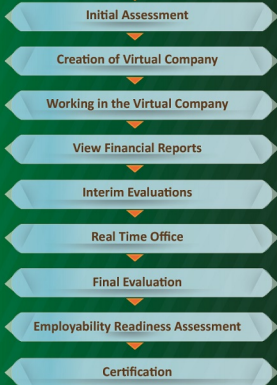 Initial Assessment
Creation of Virtual Company
Working in the Virtual Company
View Financial Reports
Interim Evaluations
Real Time Office
Final Evaluation
Employability Readiness Assessment
Certification